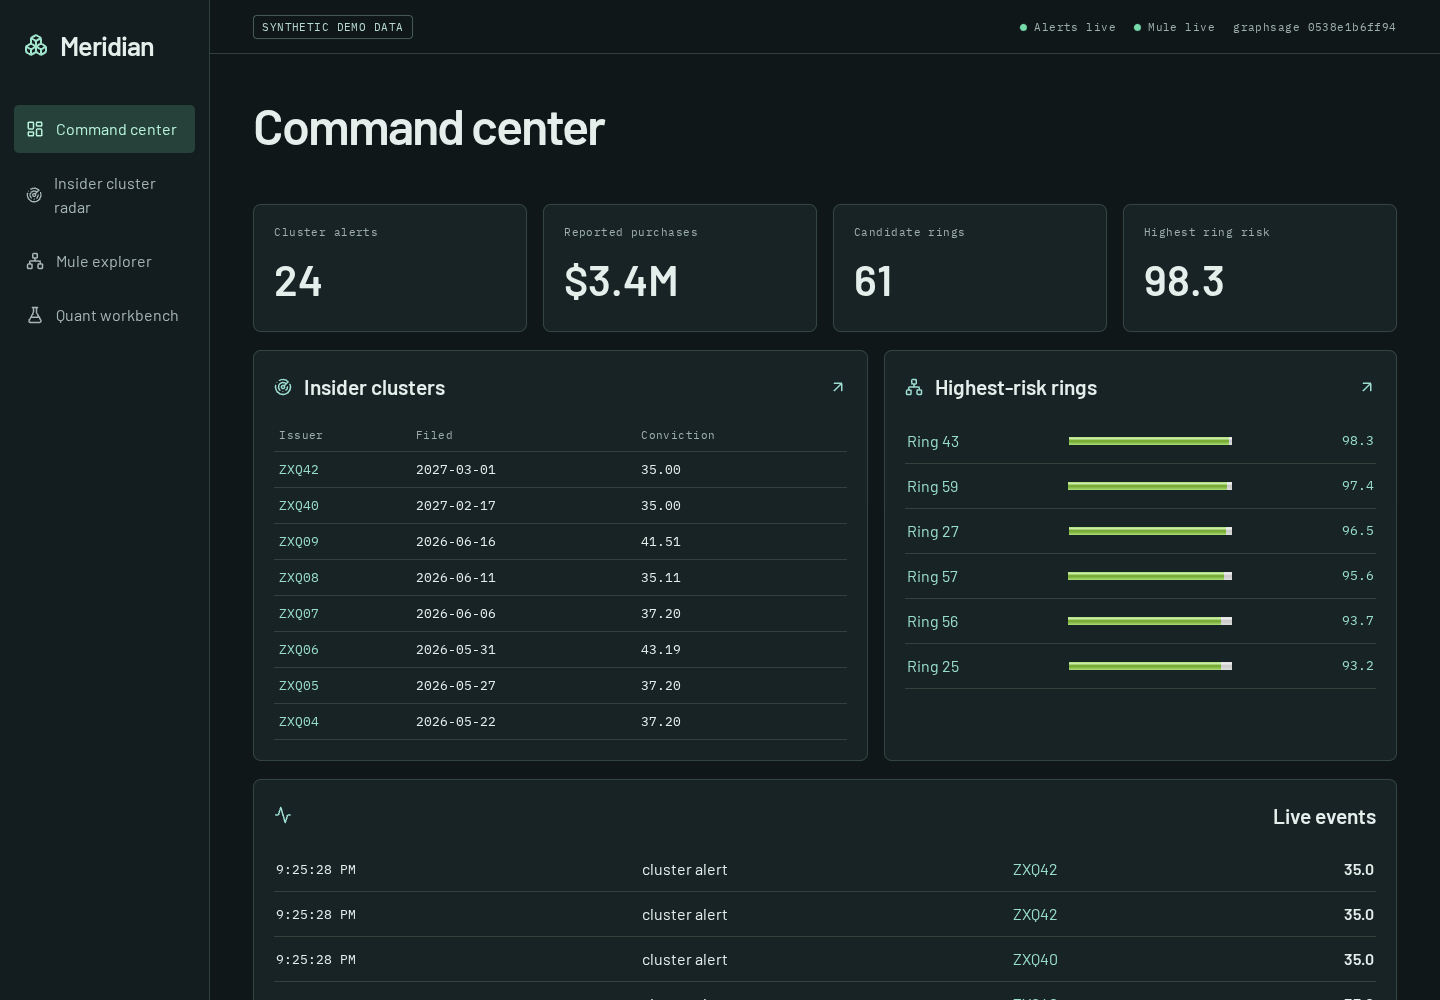 Meridian
SYNTHETIC DEMO DATA
Alerts live
Mule live
graphsage 0538e1b6ff94
Command center
Insider cluster
radar
Mule explorer
Quant workbench
Command center
Cluster alerts
24
Reported purchases
$3.4M
Candidate rings
61
Highest ring risk
98.3
Insider clusters
Issuer Filed Conviction
ZXQ42 2027-03-01 35.00
ZXQ40 2027-02-17 35.00
ZXQ09 2026-06-16 41.51
ZXQ08 2026-06-11 35.11
ZXQ07 2026-06-06 37.20
ZXQ06 2026-05-31 43.19
ZXQ05 2026-05-27 37.20
ZXQ04 2026-05-22 37.20
Highest-risk rings
Ring 43 98.3
Ring 59 97.4
Ring 27 96.5
Ring 57 95.6
Ring 56 93.7
Ring 25 93.2
Live events
9:25:28 PM cluster alert ZXQ42 35.0
9:25:28 PM cluster alert ZXQ42 35.0
9:25:28 PM cluster alert ZXQ40 35.0